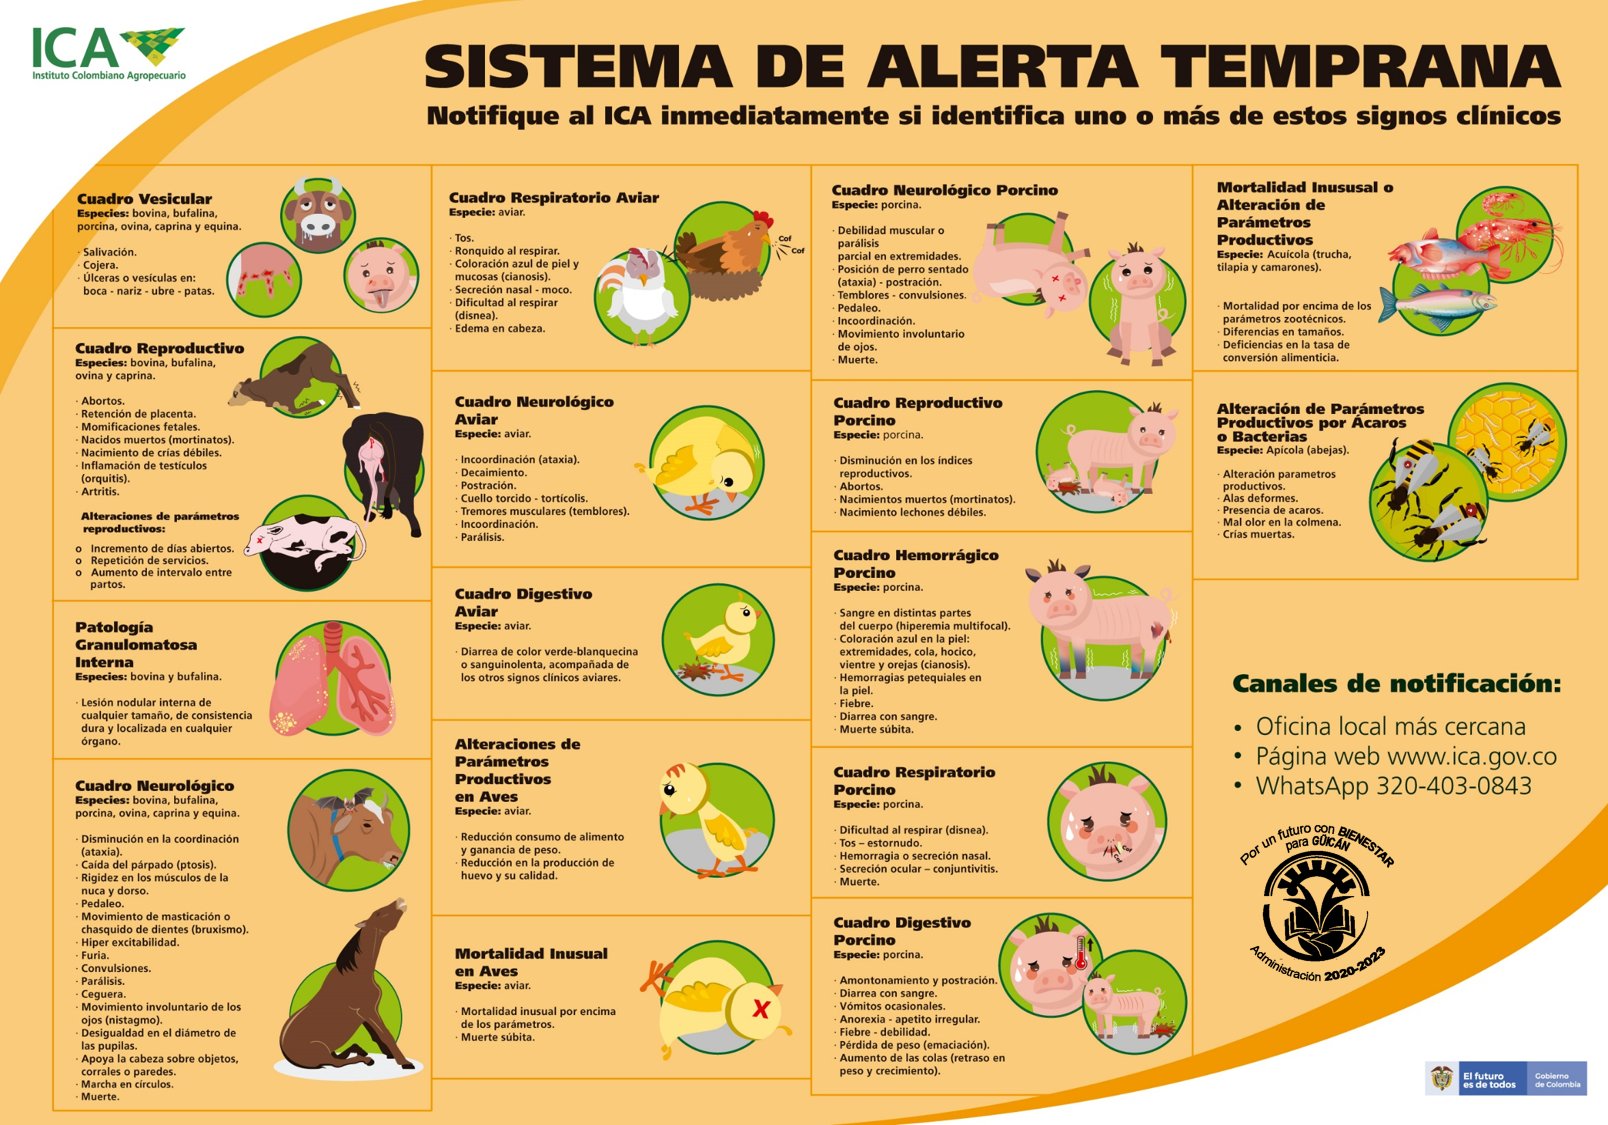 ICA
Instituto Colombiano Agropecuario
SISTEMA DE ALERTA TEMPRANA
Notifique al ICA inmediatamente si identifica uno o más de estos signos clínicos
Cuadro Vesicular
Especies: bovina, bufalina,
porcina, ovina, caprina y equina.
· Salivación.
· Cojera.
· Úlceras o vesículas en:
boca - nariz - ubre - patas.
Cuadro Reproductivo
Especies: bovina, bufalina,
ovina y caprina.
· Abortos.
· Retención de placenta.
· Momificaciones fetales.
· Nacidos muertos (mortinatos).
· Nacimiento de crías débiles.
· Inflamación de testículos
(orquitis).
· Artritis.
Alteraciones de parámetros
reproductivos:
o Incremento de días abiertos.
o Repetición de servicios.
o Aumento de intervalo entre
partos.
Patología
Granulomatosa
Interna
Especies: bovina y bufalina.
· Lesión nodular interna de
cualquier tamaño, de consistencia
dura y localizada en cualquier
órgano.
Cuadro Neurológico
Especies: bovina, bufalina,
porcina, ovina, caprina y equina.
· Disminución en la coordinación
(ataxia).
· Caída del párpado (ptosis).
· Rigidez en los músculos de la
nuca y dorso.
· Pedaleo.
· Movimiento de masticación o
chasquido de dientes (bruxismo).
· Hiper excitabilidad.
· Furia.
· Convulsiones.
· Parálisis.
· Ceguera.
· Movimiento involuntario de los
ojos (nistagmo).
· Desigualdad en el diámetro de
las pupilas.
· Apoya la cabeza sobre objetos,
corrales o paredes.
· Marcha en círculos.
· Muerte.
Cuadro Respiratorio Aviar
Especie: aviar.
· Tos.
· Ronquido al respirar.
· Coloración azul de piel y
mucosas (cianosis).
· Secreción nasal - moco.
· Dificultad al respirar
(disnea).
· Edema en cabeza.
Cof
Cof
Cuadro Neurológico
Aviar
Especie: aviar.
· Incoordinación (ataxia).
· Decaimiento.
· Postración.
· Cuello torcido - tortícolis.
· Tremores musculares (temblores).
· Incoordinación.
· Parálisis.
Cuadro Digestivo
Aviar
Especie: aviar.
· Diarrea de color verde-blanquecina
o sanguinolenta, acompañada de
los otros signos clínicos aviares.
Alteraciones de
Parámetros
Productivos
en Aves
Especie: aviar.
· Reducción consumo de alimento
y ganancia de peso.
· Reducción en la producción de
huevo y su calidad.
Mortalidad Inusual
en Aves
Especie: aviar.
· Mortalidad inusual por encima
de los parámetros.
· Muerte súbita.
X
Cuadro Neurológico Porcino
Especie: porcina.
· Debilidad muscular o
parálisis
parcial en extremidades.
· Posición de perro sentado
(ataxia) - postración.
· Temblores - convulsiones.
· Pedaleo.
· Incoordinación.
· Movimiento involuntario
de ojos.
· Muerte.
Cuadro Reproductivo
Porcino
Especie: porcina.
· Disminución en los índices
reproductivos.
· Abortos.
· Nacimientos muertos (mortinatos).
· Nacimiento lechones débiles.
Cuadro Hemorrágico
Porcino
Especie: porcina.
· Sangre en distintas partes
del cuerpo (hiperemia multifocal).
· Coloración azul en la piel:
extremidades, cola, hocico,
vientre y orejas (cianosis).
· Hemorragias petequiales en
la piel.
· Fiebre.
· Diarrea con sangre.
· Muerte súbita.
Cuadro Respiratorio
Porcino
Especie: porcina.
· Dificultad al respirar (disnea).
· Tos – estornudo.
· Hemorragia o secreción nasal.
· Secreción ocular – conjuntivitis.
· Muerte.
Cof
Cof
Cuadro Digestivo
Porcino
Especie: porcina.
· Amontonamiento y postración.
· Diarrea con sangre.
· Vómitos ocasionales.
· Anorexia - apetito irregular.
· Fiebre - debilidad.
· Pérdida de peso (emaciación).
· Aumento de las colas (retraso en
peso y crecimiento).
Mortalidad Inususal o
Alteración de
Parámetros
Productivos
Especie: Acuícola (trucha,
tilapia y camarones).
· Mortalidad por encima de los
parámetros zootécnicos.
· Diferencias en tamaños.
· Deficiencias en la tasa de
conversión alimenticia.
Alteración de Parámetros
Productivos por Ácaros
o Bacterias
Especie: Apícola (abejas).
· Alteración parametros
productivos.
· Alas deformes.
· Presencia de acaros.
· Mal olor en la colmena.
· Crías muertas.
Canales de notificación:
• Oficina local más cercana
• Página web www.ica.gov.co
• WhatsApp 320-403-0843
Por un futuro con BIENESTAR
para GÜICÁN
Administración 2020-2023
El futuro
es de todos
Gobierno
de Colombia